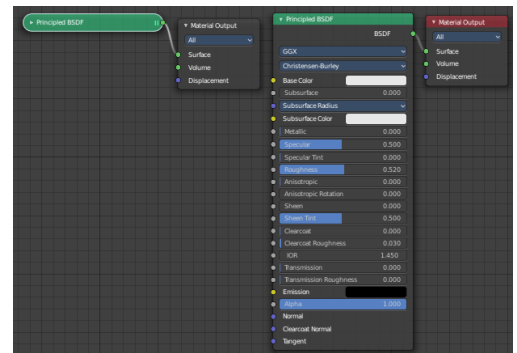 Principled BSDF
Material Output
All
Surface
Volume
Displacement
Principled BSDF
BSDF
GGX
Christensen-Burley
Base Color
Subsurface 0.000
Subsurface Radius
Subsurface Color
Metallic 0.000
Specular 0.500
Specular Tint 0.000
Roughness 0.520
Anisotropic 0.000
Anisotropic Rotation 0.000
Sheen 0.000
Sheen Tint 0.500
Clearcoat 0.000
Clearcoat Roughness 0.030
IOR 1.450
Transmission 0.000
Transmission Roughness 0.000
Emission
Alpha 1.000
Normal
Clearcoat Normal
Tangent
Material Output
All
Surface
Volume
Displacement